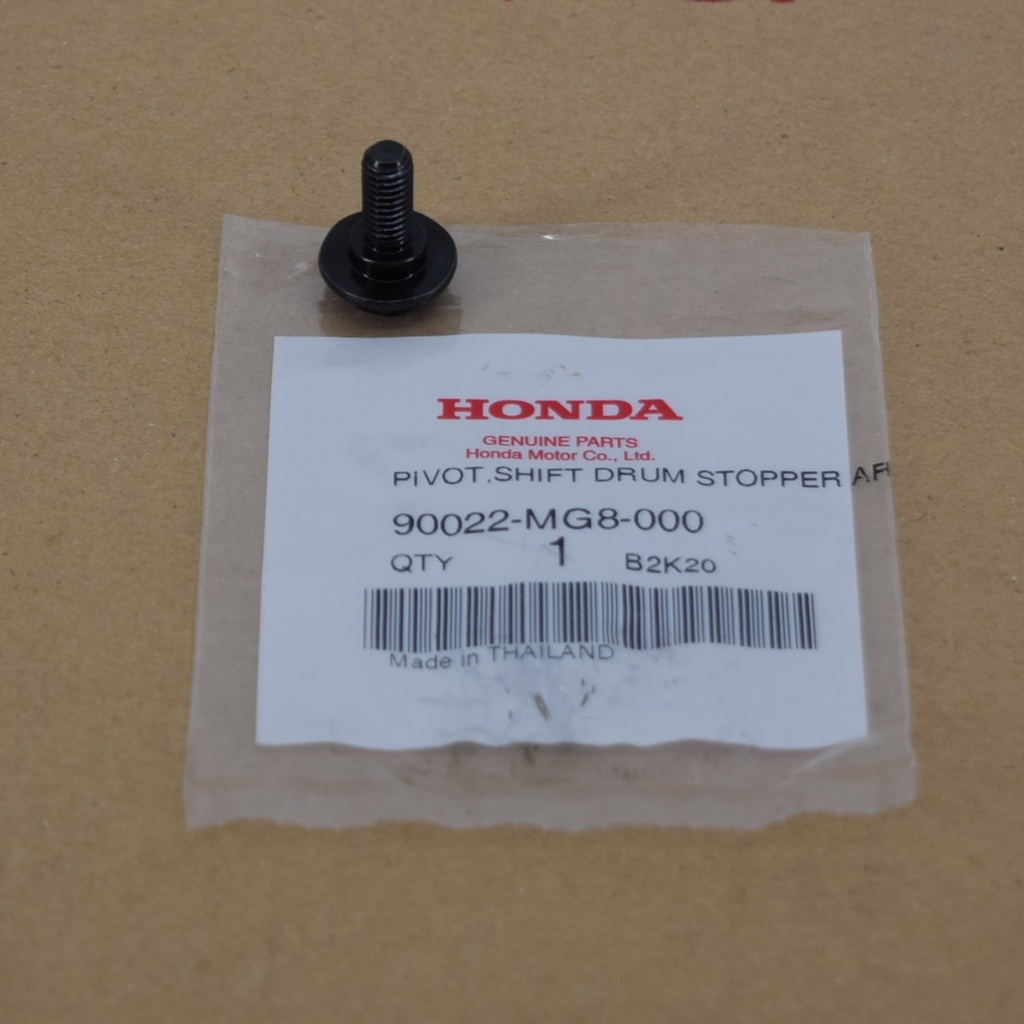 HONDA
GENUINE PARTS
Honda Motor Co., Ltd.
PIVOT,SHIFT DRUM STOPPER AR
90022-MG8-000
QTY 1 B2K20
Made in THAILAND